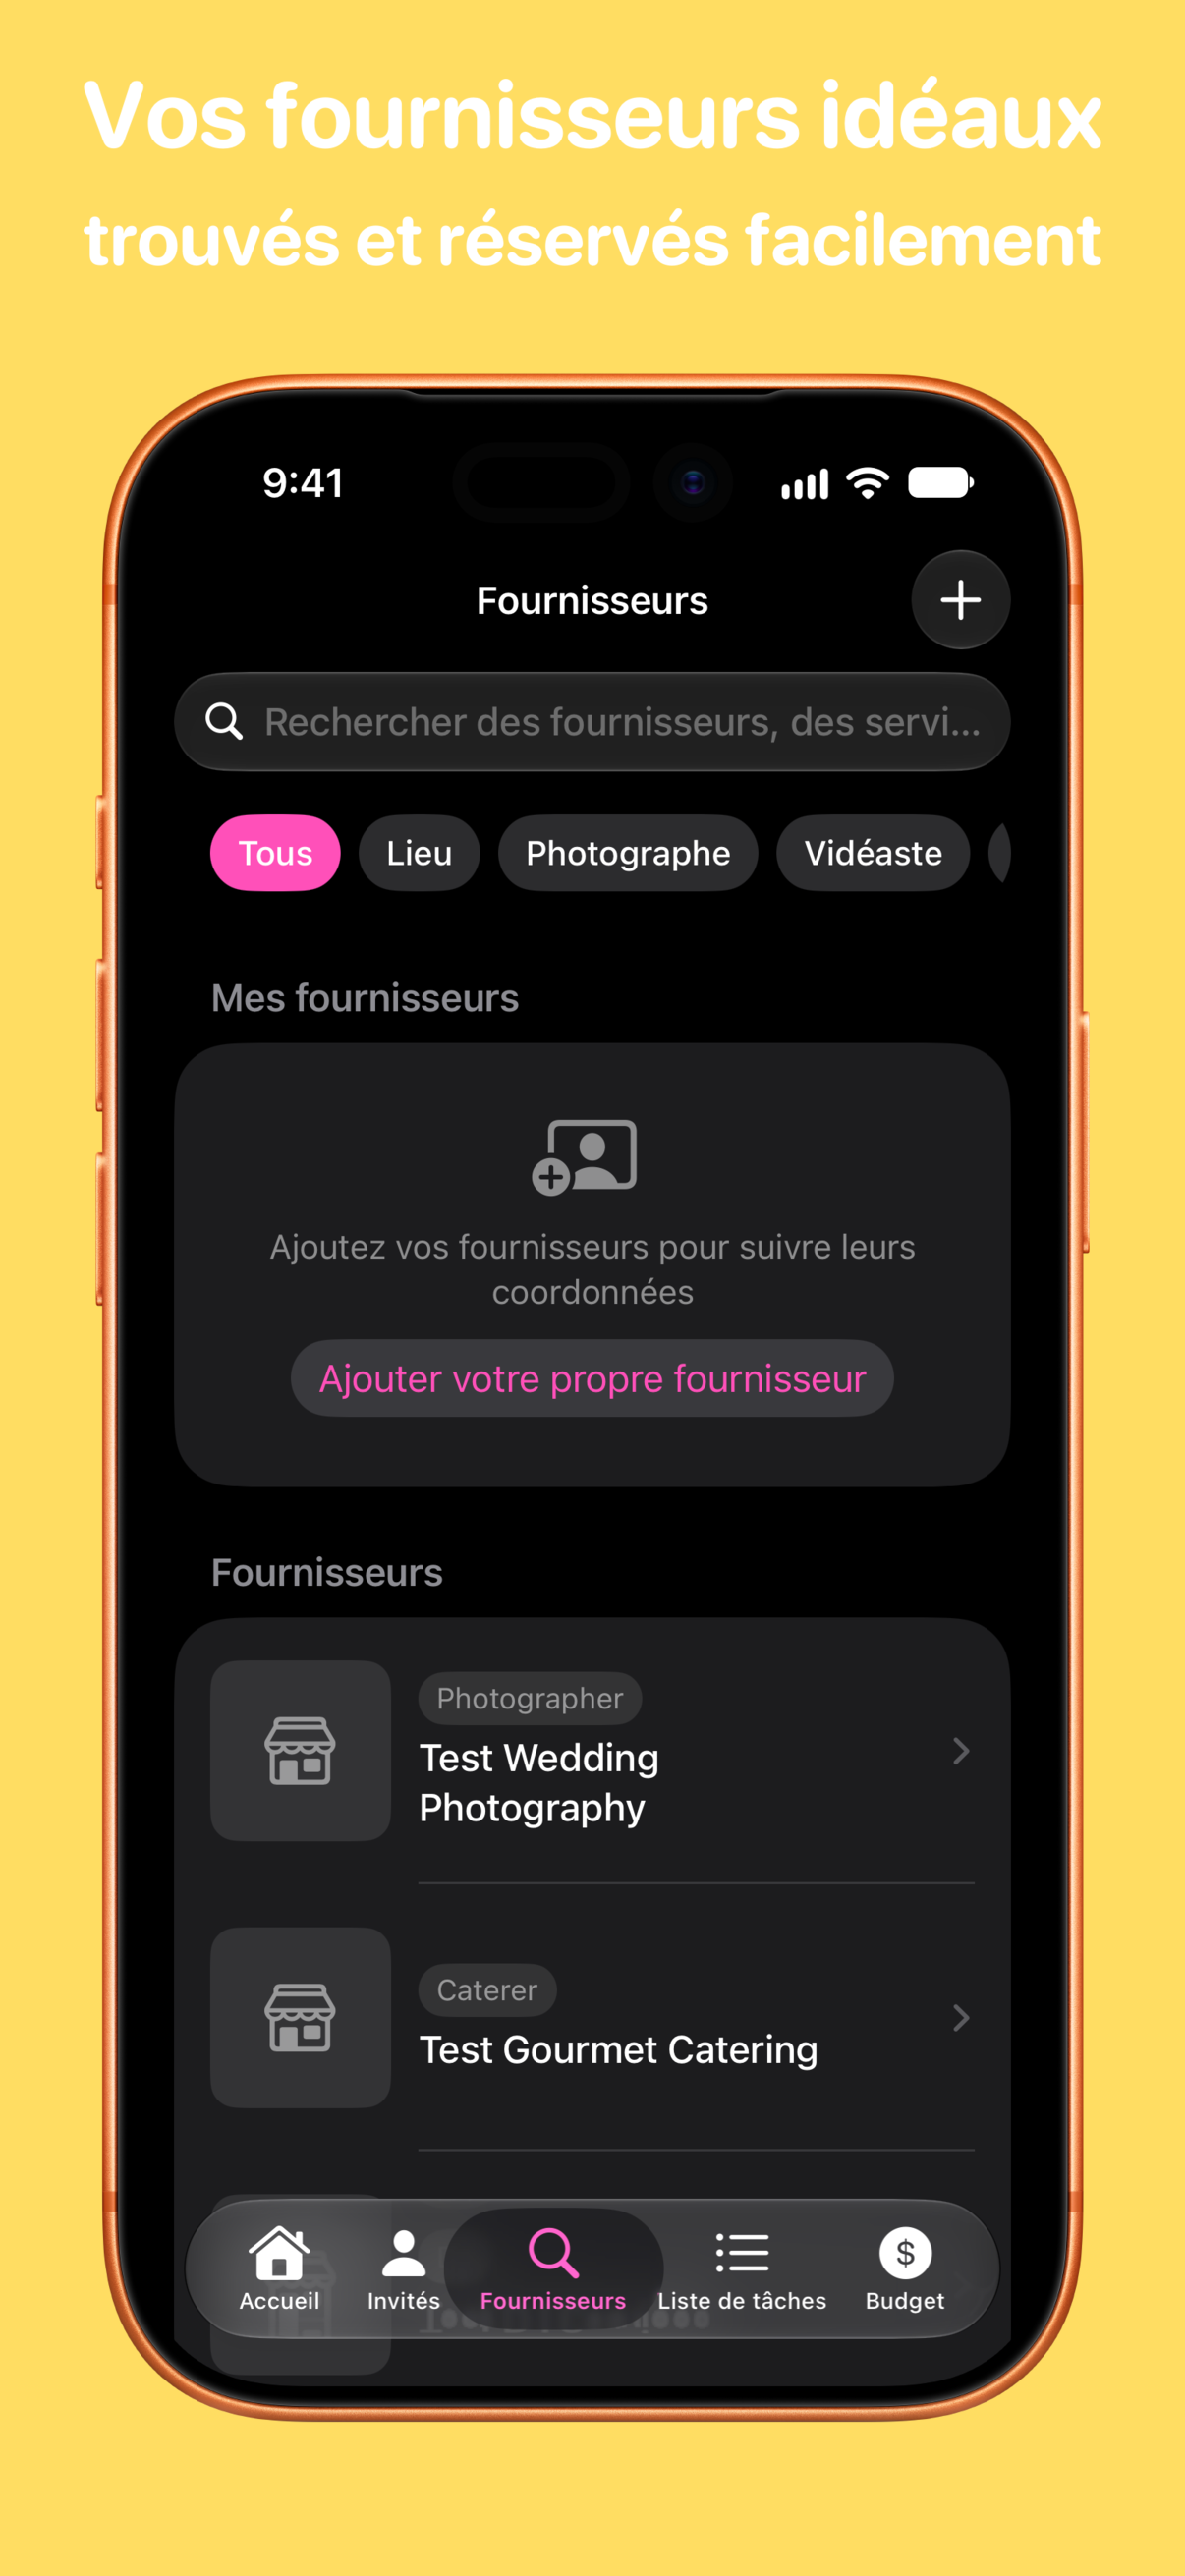 Vos fournisseurs idéaux
trouvés et réservés facilement
9:41
Fournisseurs
Rechercher des fournisseurs, des servi...
Tous
Lieu
Photographe
Vidéaste
Mes fournisseurs
Ajoutez vos fournisseurs pour suivre leurs
coordonnées
Ajouter votre propre fournisseur
Fournisseurs
Photographer
Test Wedding
Photography
Caterer
Test Gourmet Catering
Accueil
Invités
Fournisseurs
Liste de tâches
$
Budget